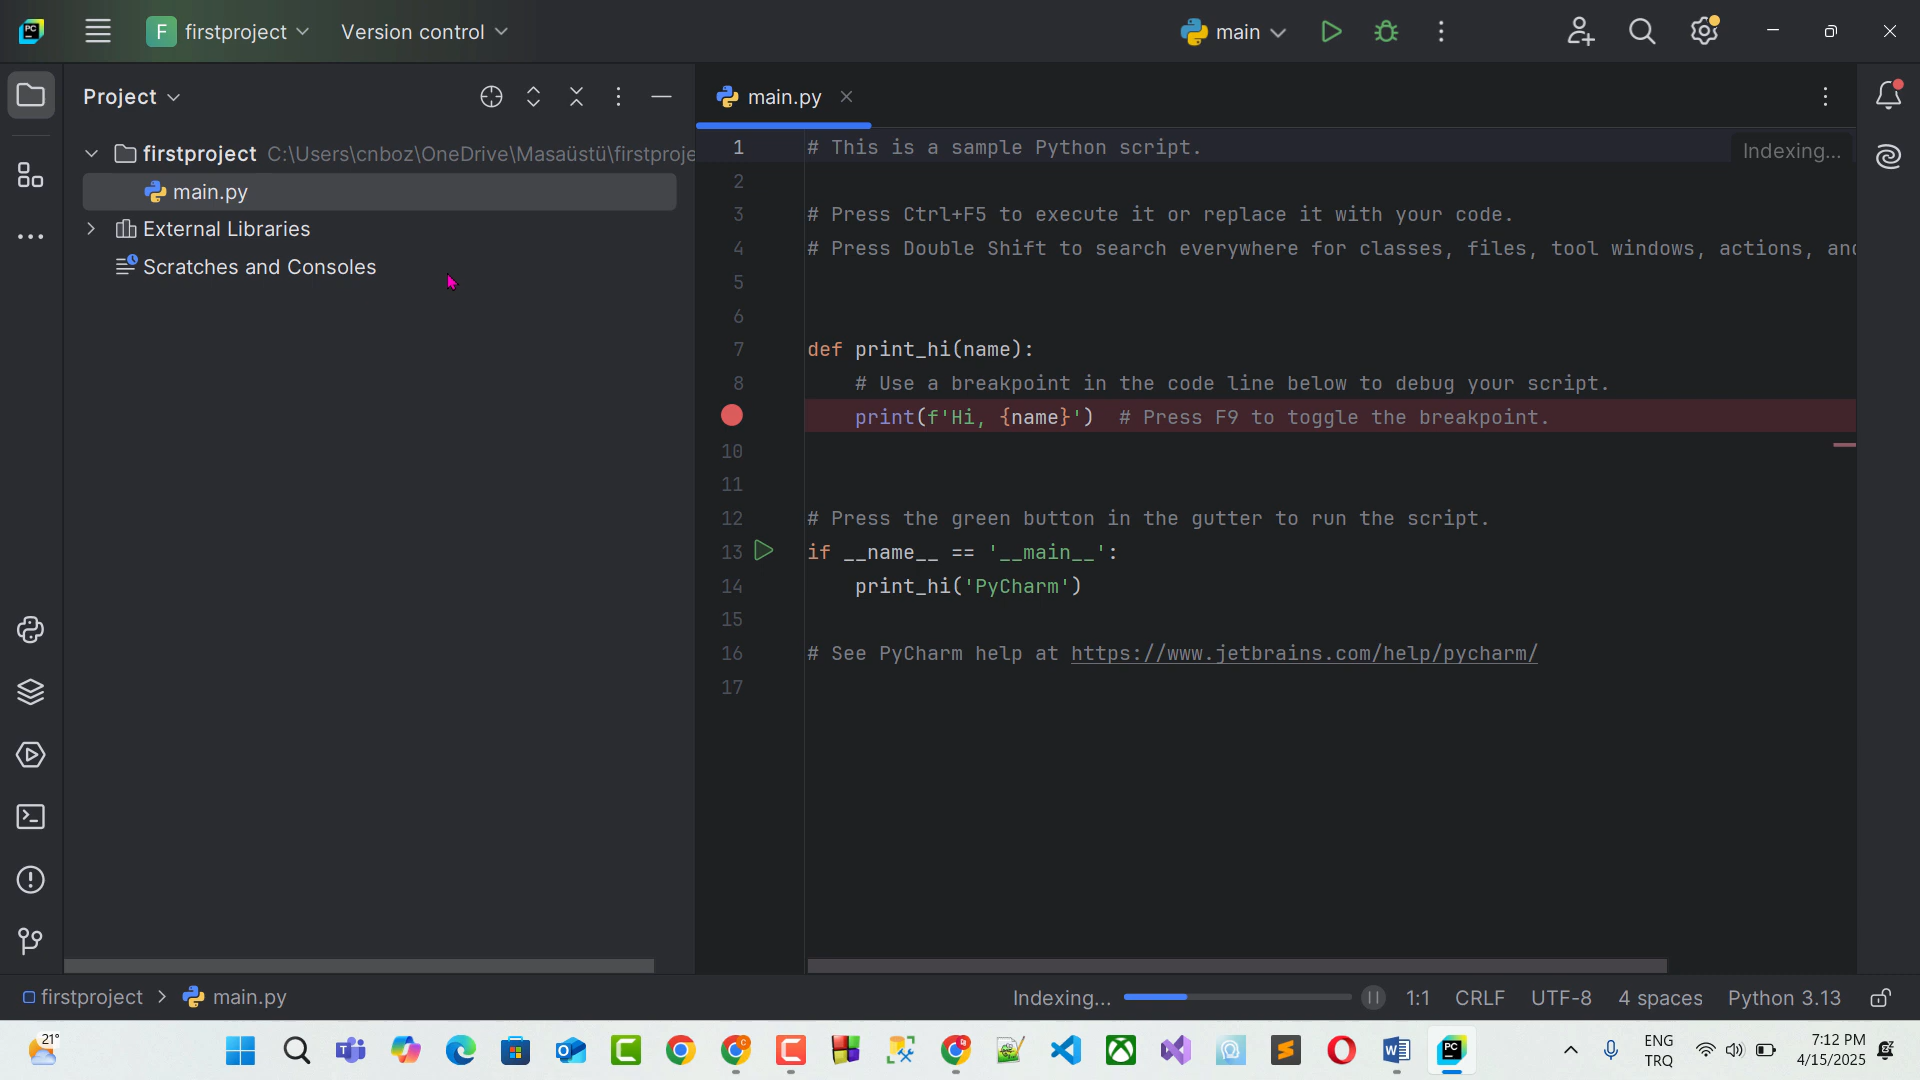 F firstproject Version control main
Project
main.py
firstproject C:\Users\cnboz\OneDrive\Masaüstü\firstproje
main.py
External Libraries
Scratches and Consoles
Indexing...
1 # This is a sample Python script.
2
3 # Press Ctrl+F5 to execute it or replace it with your code.
4 # Press Double Shift to search everywhere for classes, files, tool windows, actions, and
5
6
7 def print_hi(name):
8 # Use a breakpoint in the code line below to debug your script.
print(f'Hi, {name}') # Press F9 to toggle the breakpoint.
10
11
12 # Press the green button in the gutter to run the script.
13 if __name__ == '__main__':
14 print_hi('PyCharm')
15
16 # See PyCharm help at https://www.jetbrains.com/help/pycharm/
17
firstproject > main.py
Indexing... 1:1 CRLF UTF-8 4 spaces Python 3.13
21°
ENG
TRQ
7:12 PM
4/15/2025